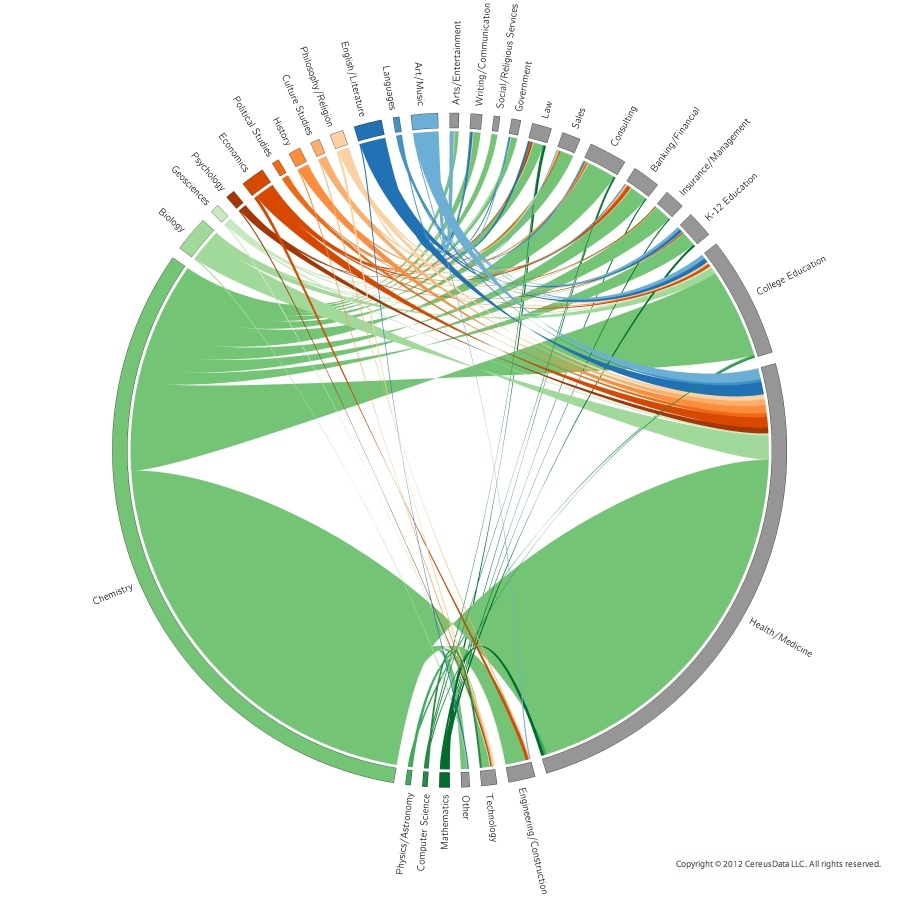 Chemistry
Biology
Geosciences
Psychology
Economics
Political Studies
History
Culture Studies
Philosophy/Religion
English/Literature
Languages
Art/Music
Arts/Entertainment
Writing/Communication
Social/Religious Services
Government
Law
Sales
Consulting
Banking/Financial
Insurance/Management
K-12 Education
College Education
Health/Medicine
Engineering/Construction
Technology
Other
Mathematics
Computer Science
Physics/Astronomy
Copyright © 2012 CereusData LLC. All rights reserved.